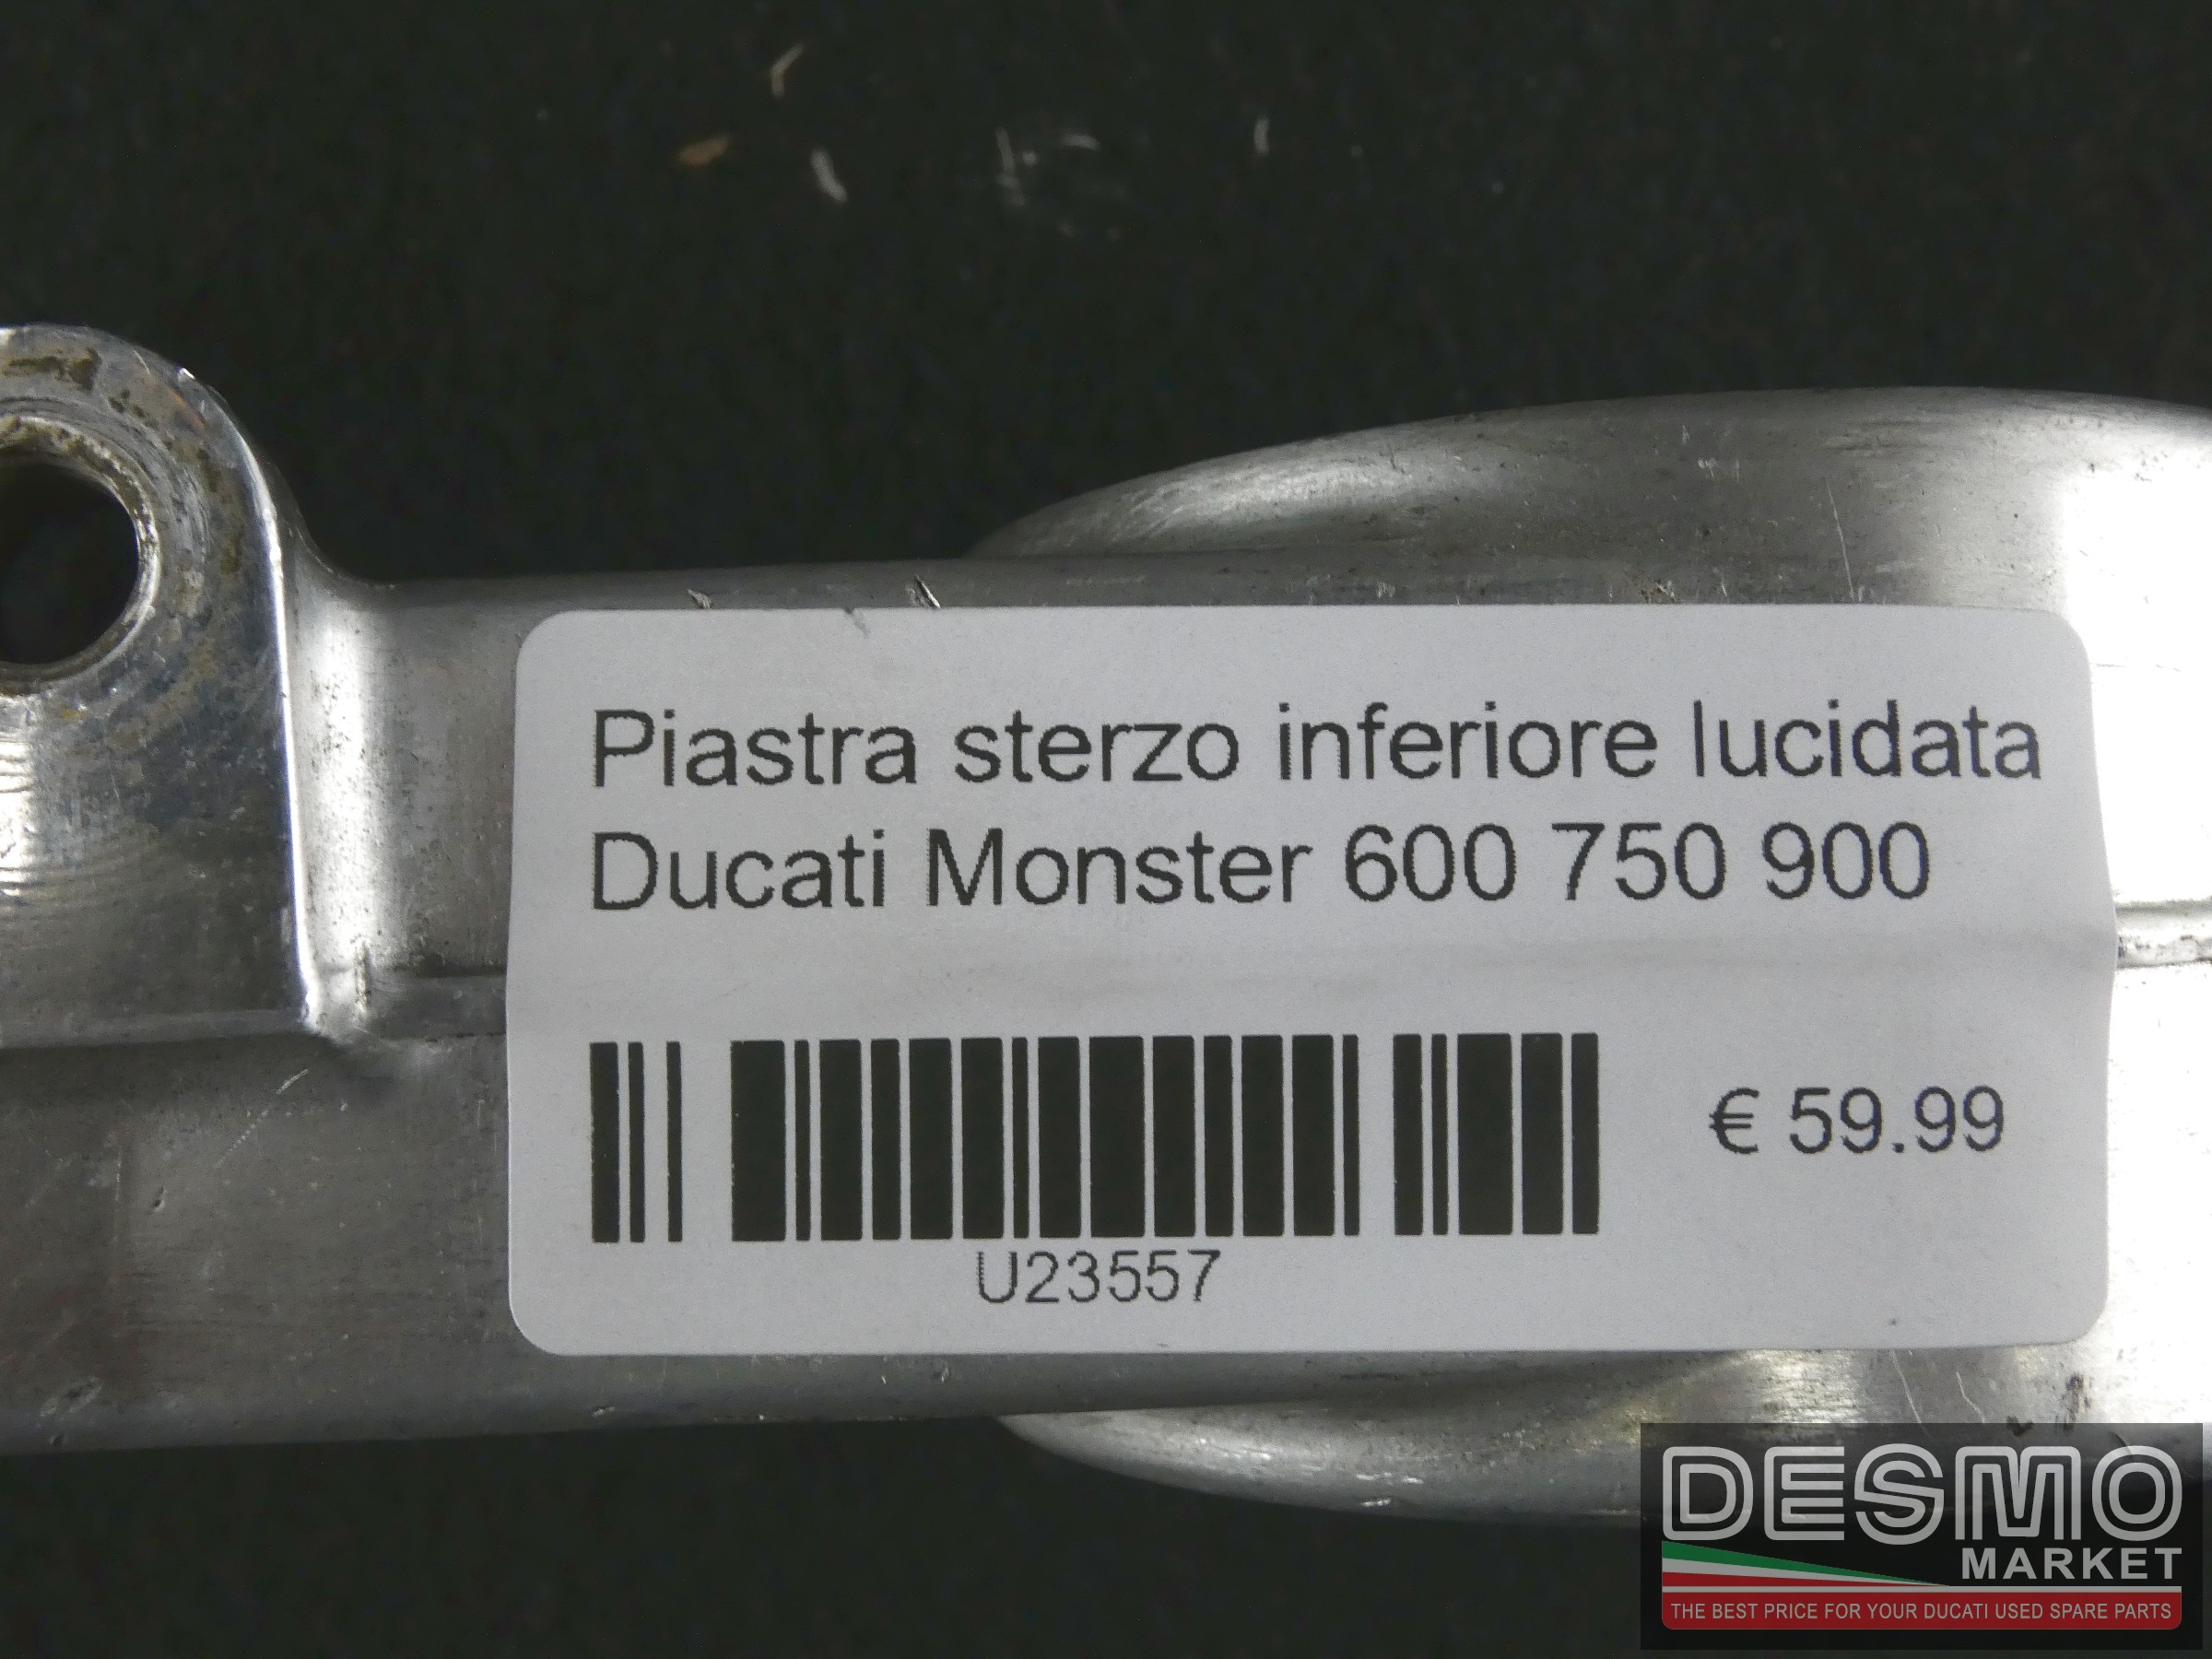 Piastra sterzo inferiore lucidata
Ducati Monster 600 750 900
€ 59.99
U23557
DESMO
MARKET
THE BEST PRICE FOR YOUR DUCATI USED SPARE PARTS